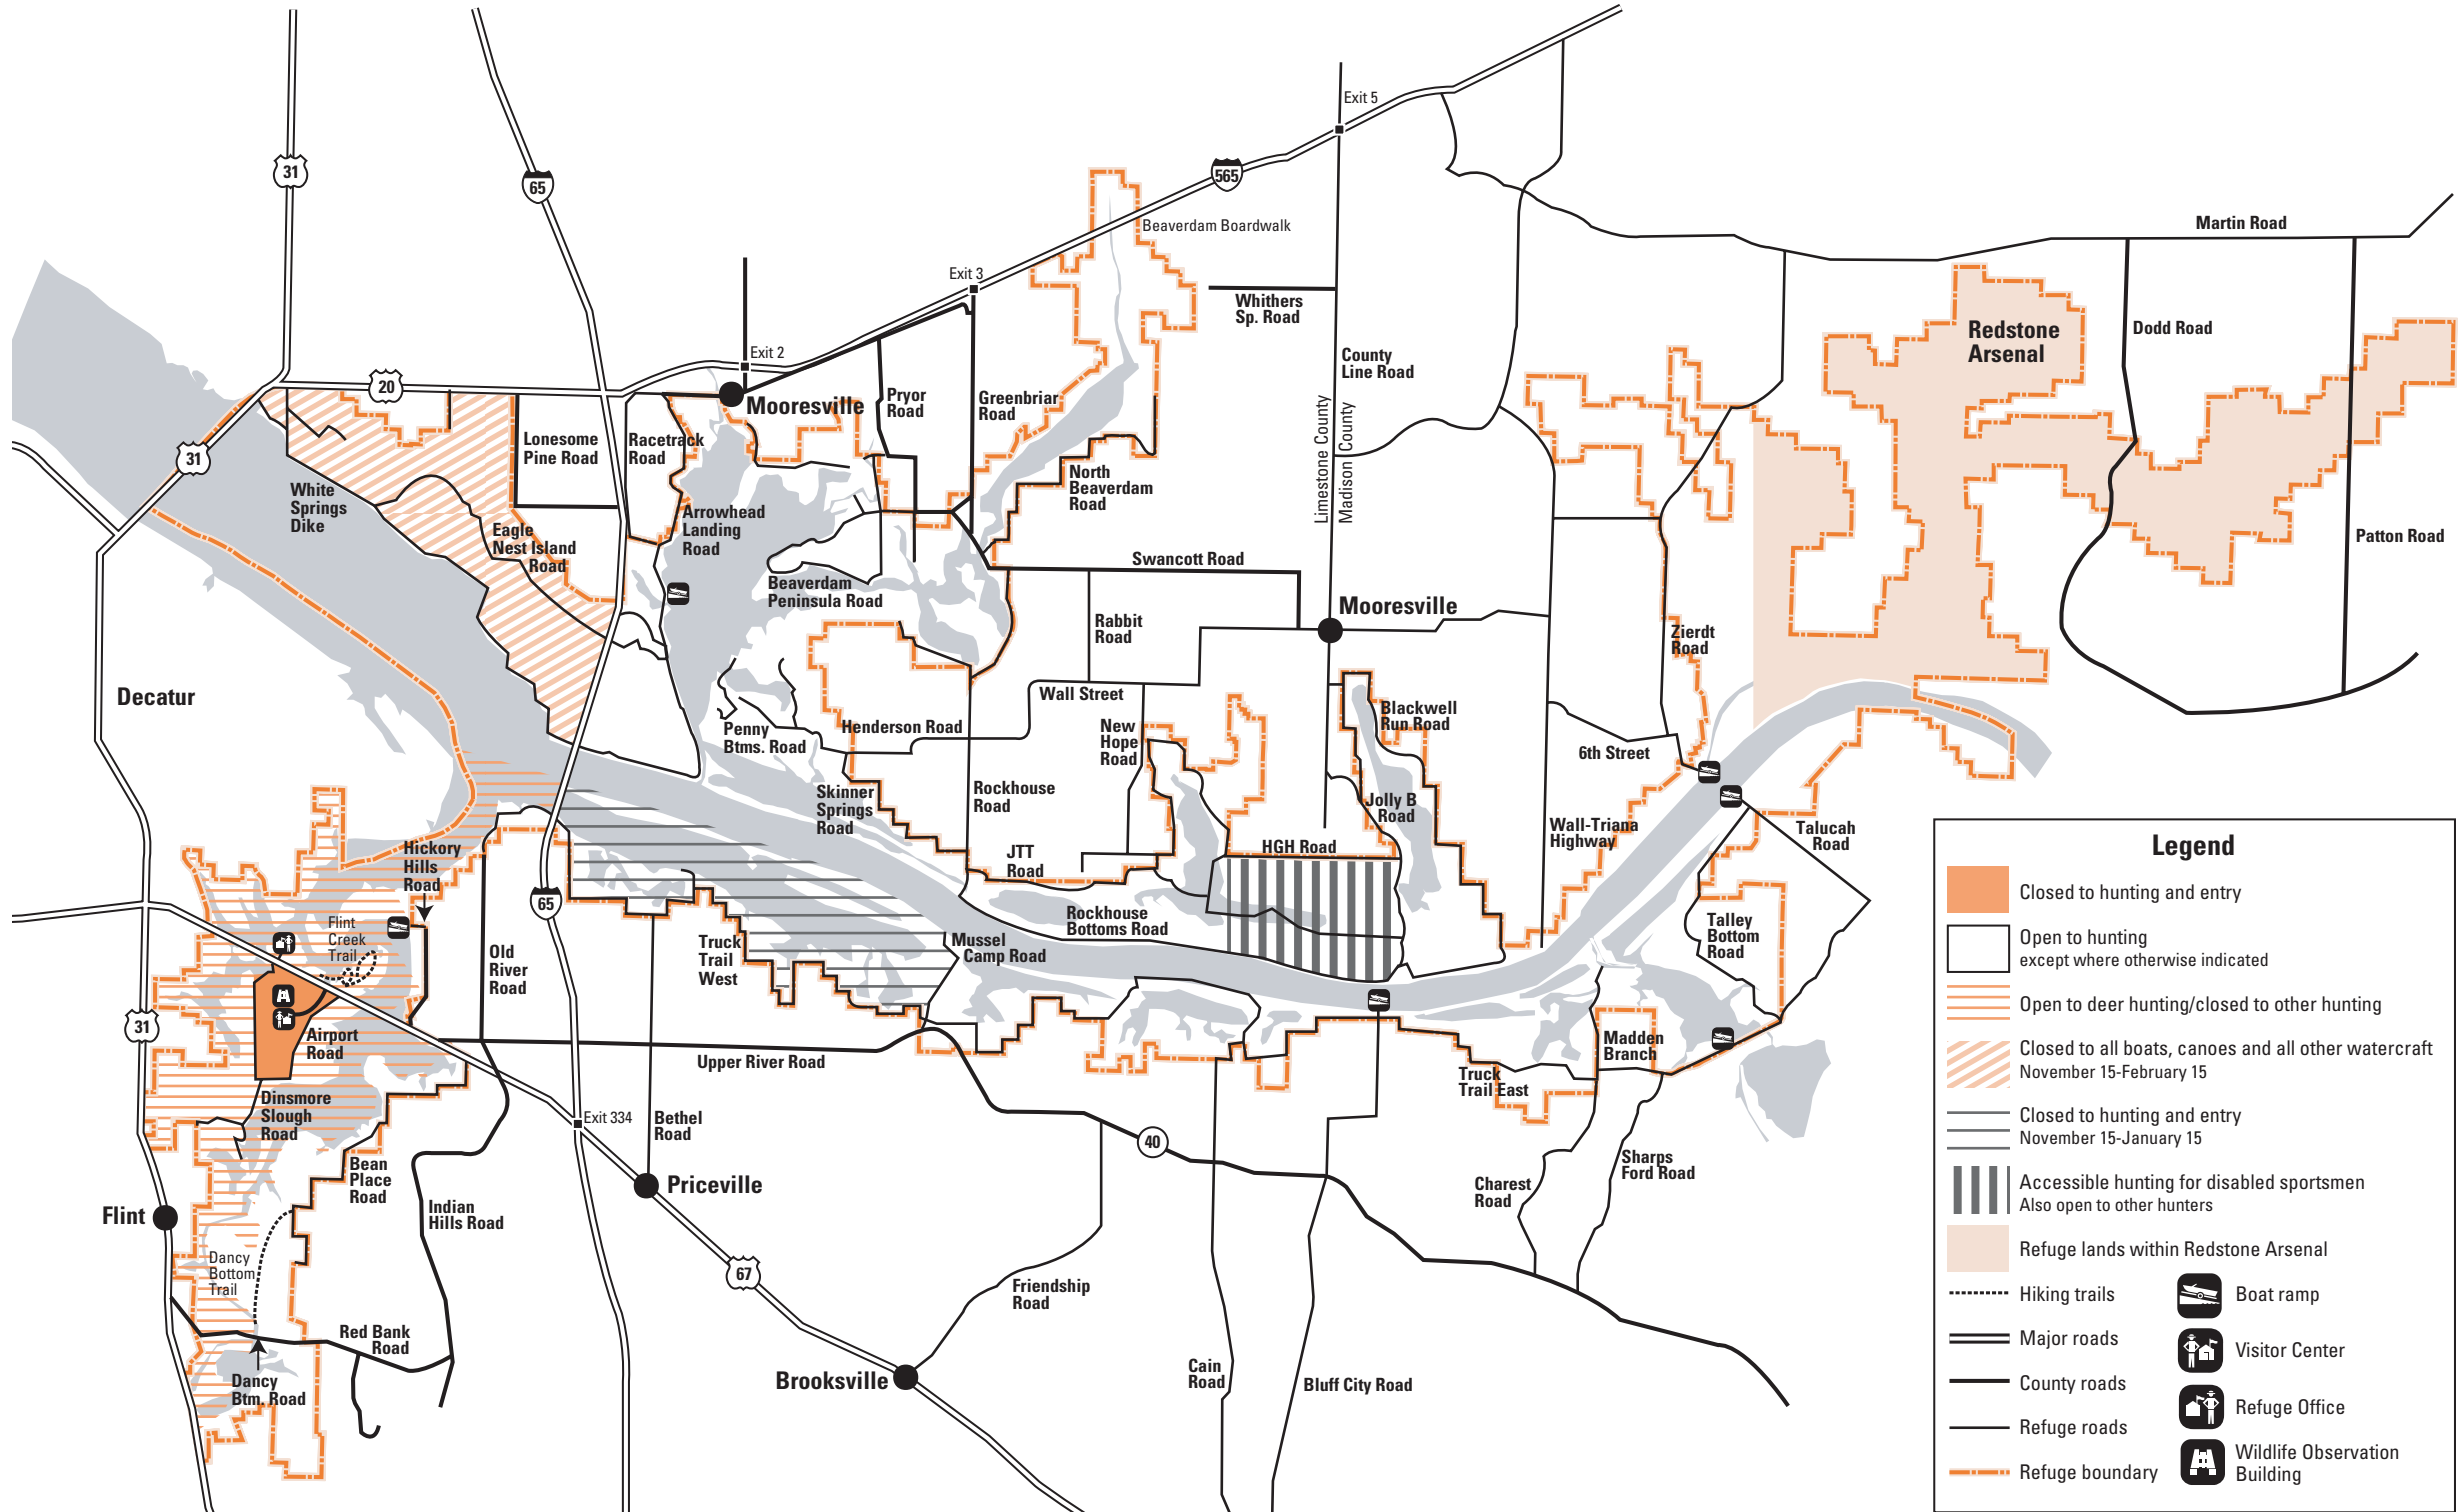 Exit 5
31
65
565
Beaverdam Boardwalk
Martin Road
Exit 3
Whithers
Sp. Road
Redstone
Arsenal
Dodd Road
Exit 2
County
Line Road
20
Mooresville
Pryor
Road
Greenbriar
Road
Limestone County
Madison County
31
Lonesome
Pine Road
Racetrack
Road
White
Springs
Dike
North
Beaverdam
Road
Arrowhead
Landing
Road
Eagle
Nest Island
Road
Patton Road
Swancott Road
Beaverdam
Peninsula Road
Mooresville
Rabbit
Road
Zierdt
Road
Decatur
Wall Street
Penny
Btms. Road
Henderson Road
New
Hope
Road
Blackwell
Run Road
6th Street
Skinner
Springs
Road
Rockhouse
Road
Jolly B
Road
Wall-Triana
Highway
Talucah
Road
Hickory
Hills
Road
JTT
Road
HGH Road
65
Flint
Creek
Trail
Rockhouse
Bottoms Road
Talley
Bottom
Road
Old
River
Road
Truck
Trail
West
Mussel
Camp Road
31
Airport
Road
Upper River Road
Madden
Branch
Truck
Trail East
Dinsmore
Slough
Road
Exit 334
Bethel
Road
40
Bean
Place
Road
Priceville
Sharps
Ford Road
Charest
Road
Flint
Indian
Hills Road
Dancy
Bottom
Trail
67
Friendship
Road
Red Bank
Road
Dancy
Btm. Road
Brooksville
Cain
Road
Bluff City Road
Legend
Closed to hunting and entry
Open to hunting
except where otherwise indicated
Open to deer hunting/closed to other hunting
Closed to all boats, canoes and all other watercraft
November 15-February 15
Closed to hunting and entry
November 15-January 15
Accessible hunting for disabled sportsmen
Also open to other hunters
Refuge lands within Redstone Arsenal
Hiking trails
Major roads
County roads
Refuge roads
Refuge boundary
Boat ramp
Visitor Center
Refuge Office
Wildlife Observation
Building